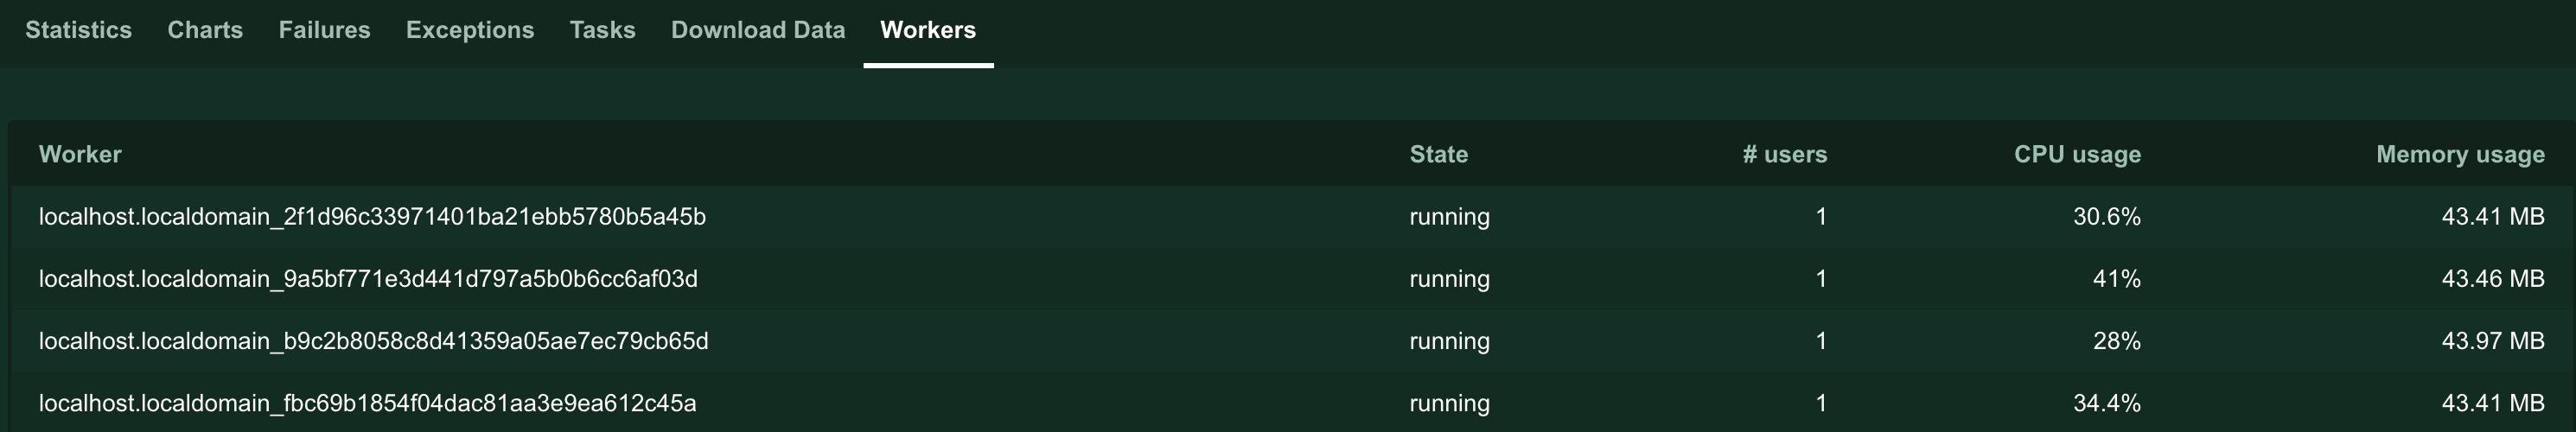 Statistics Charts Failures Exceptions Tasks Download Data Workers
Worker State # users CPU usage Memory usage
localhost.localdomain_2f1d96c33971401ba21ebb5780b5a45b running 1 30.6% 43.41 MB
localhost.localdomain_9a5bf771e3d441d797a5b0b6cc6af03d running 1 41% 43.46 MB
localhost.localdomain_b9c2b8058c8d41359a05ae7ec79cb65d running 1 28% 43.97 MB
localhost.localdomain_fbc69b1854f04dac81aa3e9ea612c45a running 1 34.4% 43.41 MB